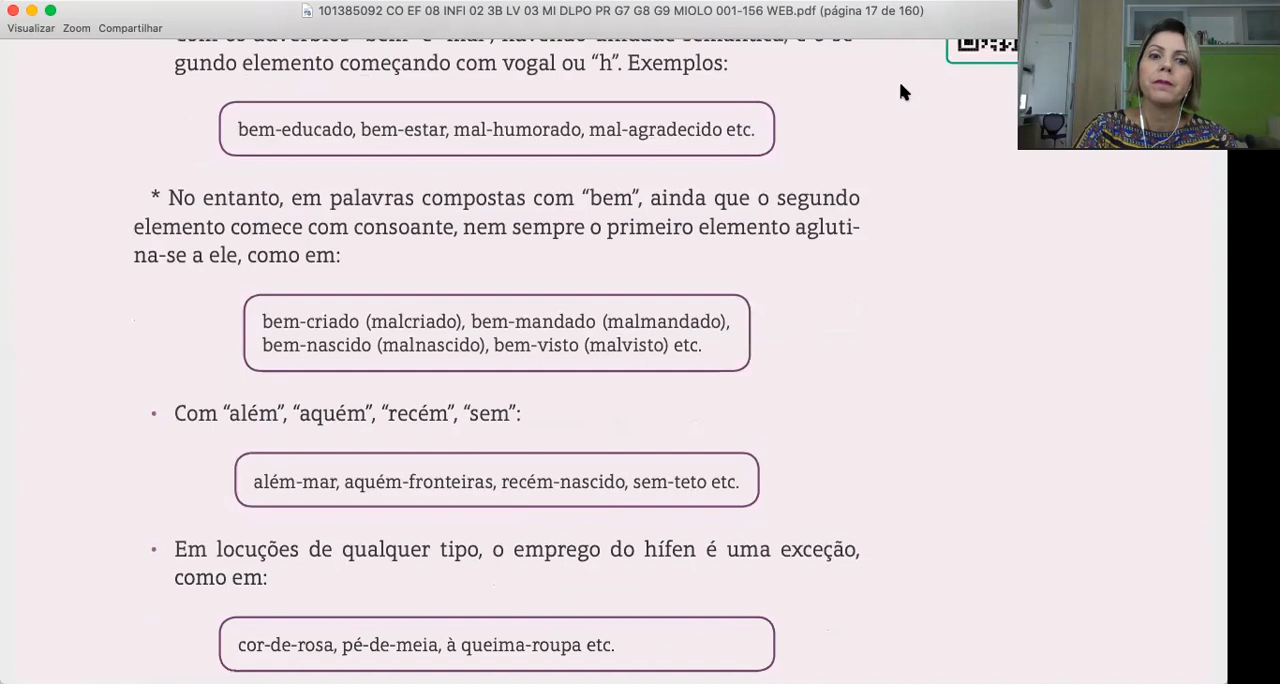 101385092 CO EF 08 INFI 02 3B LV 03 MI DLPO PR G7 G8 G9 MIOLO 001-156 WEB.pdf (página 17 de 160)
Visualizar Zoom Compartilhar
gundo elemento começando com vogal ou “h”. Exemplos:
bem-educado, bem-estar, mal-humorado, mal-agradecido etc.
* No entanto, em palavras compostas com “bem”, ainda que o segundo
elemento comece com consoante, nem sempre o primeiro elemento agluti-
na-se a ele, como em:
bem-criado (malcriado), bem-mandado (malmandado),
bem-nascido (malnascido), bem-visto (malvisto) etc.
• Com “além”, “aquém”, “recém”, “sem”:
além-mar, aquém-fronteiras, recém-nascido, sem-teto etc.
• Em locuções de qualquer tipo, o emprego do hífen é uma exceção,
como em:
cor-de-rosa, pé-de-meia, à queima-roupa etc.